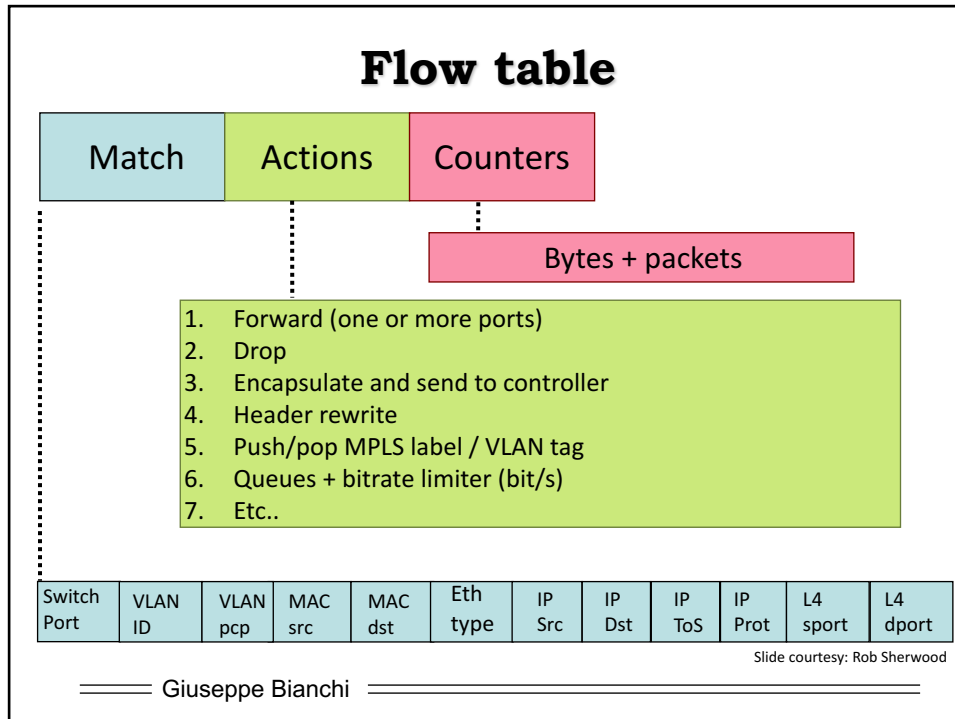 Flow table
Match Actions Counters
Bytes + packets
1. Forward (one or more ports)
2. Drop
3. Encapsulate and send to controller
4. Header rewrite
5. Push/pop MPLS label / VLAN tag
6. Queues + bitrate limiter (bit/s)
7. Etc..
Switch Port
VLAN ID
VLAN pcp
MAC src
MAC dst
Eth type
IP Src
IP Dst
IP ToS
IP Prot
L4 sport
L4 dport
Slide courtesy: Rob Sherwood
Giuseppe Bianchi